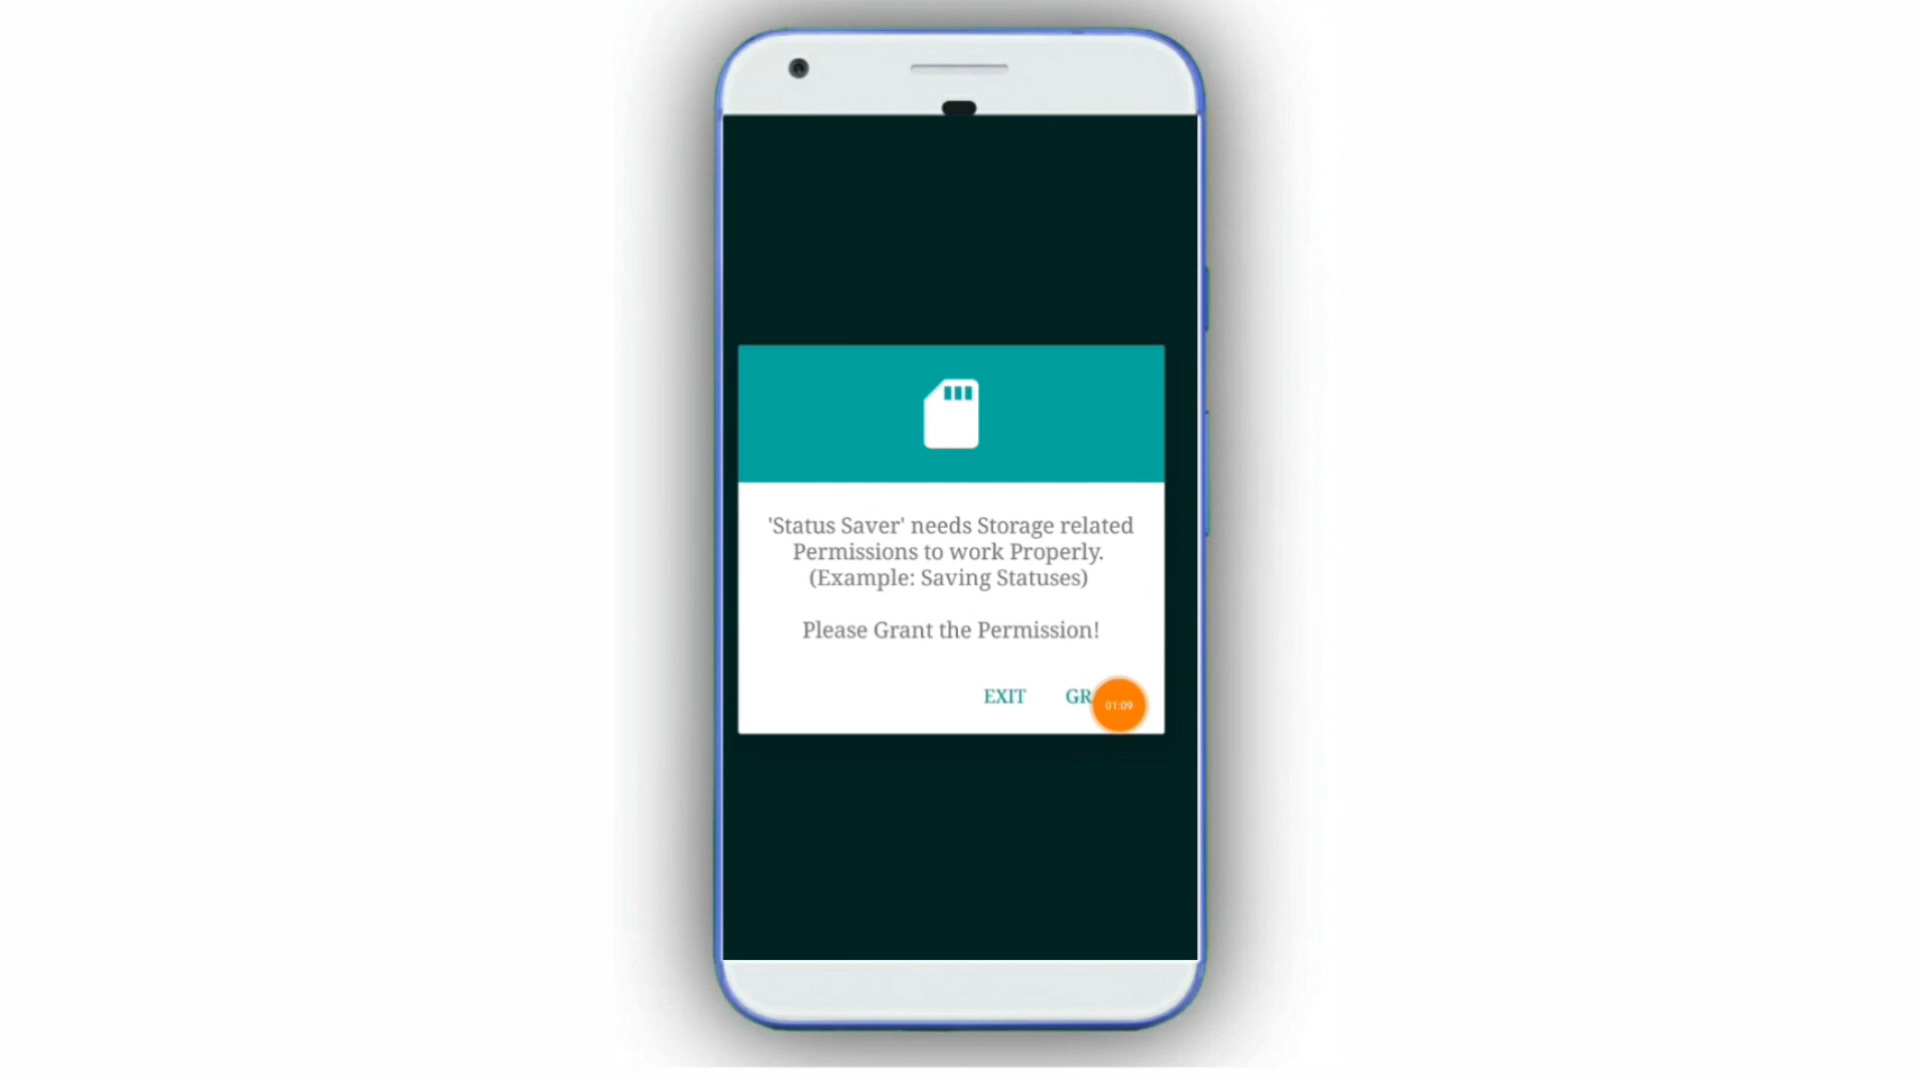 'Status Saver' needs Storage related
Permissions to work Properly.
(Example: Saving Statuses)
Please Grant the Permission!
EXIT GR
01:09